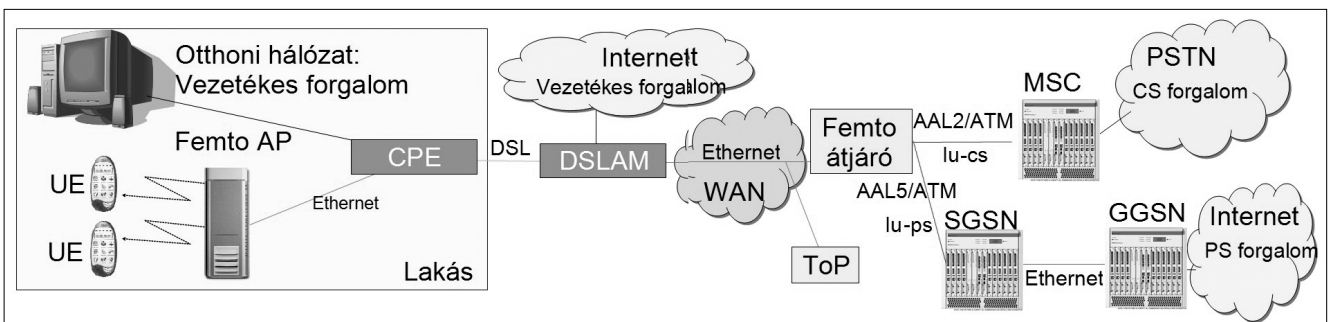 Otthoni hálózat:
Vezetékes forgalom
Femto AP
UE
UE
CPE
Ethernet
Lakás
DSL
Internett
Vezetékes forgalom
DSLAM
Ethernet
WAN
ToP
Femto
átjáró
AAL2/ATM
Iu-cs
AAL5/ATM
Iu-ps
MSC
PSTN
CS forgalom
SGSN
Ethernet
GGSN
Internet
PS forgalom